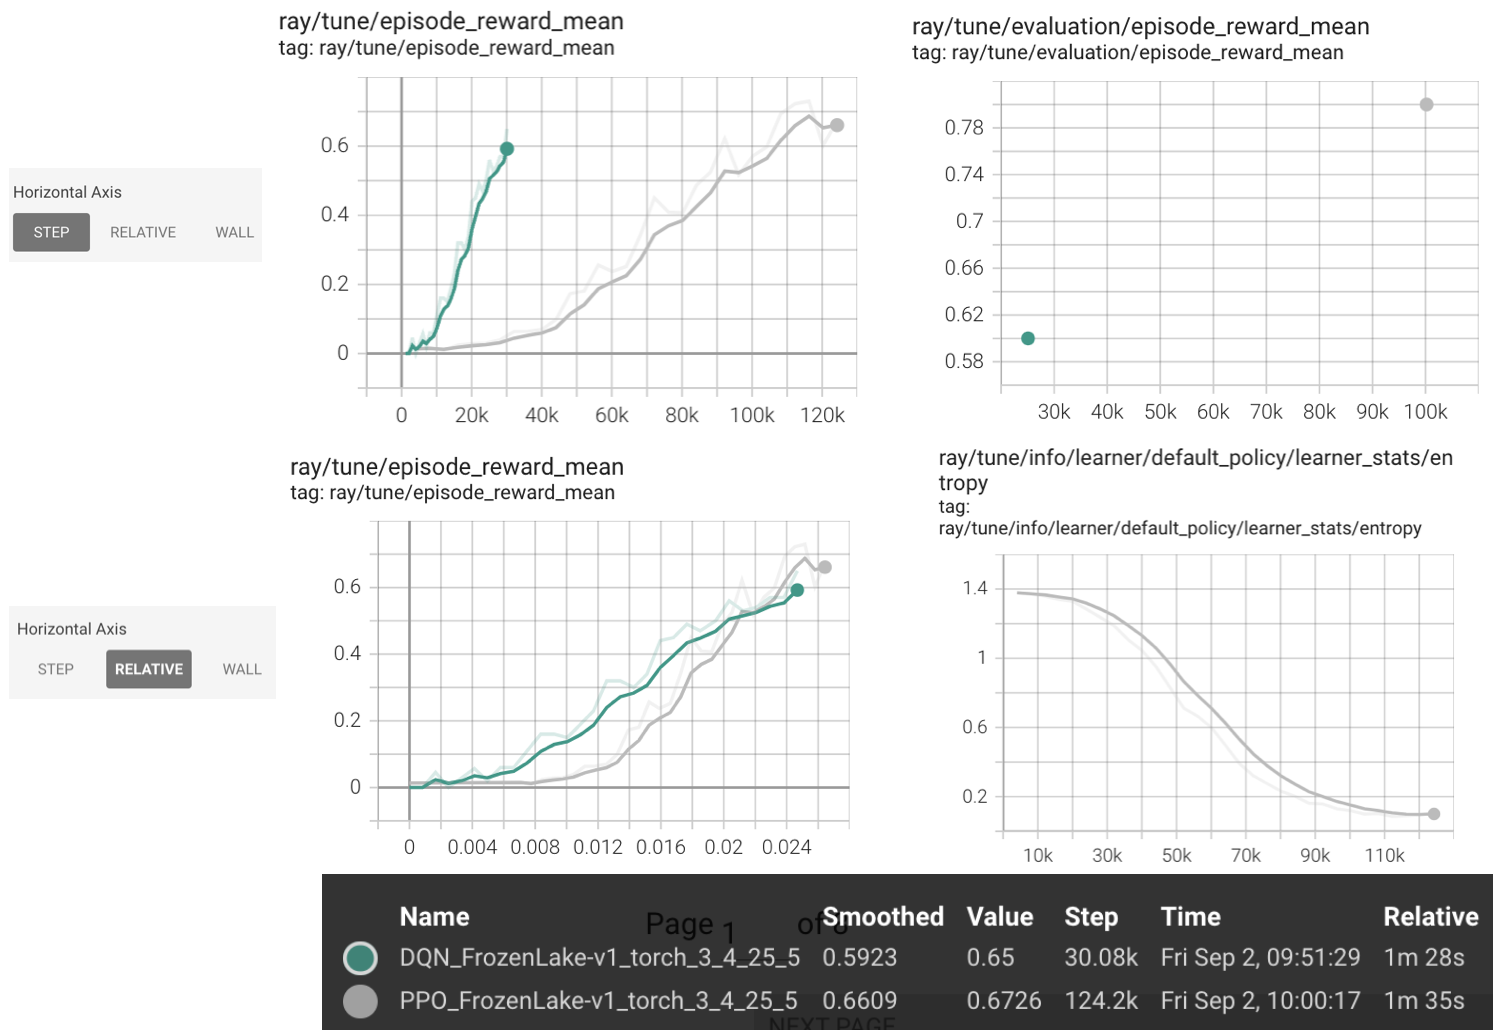 ray/tune/episode_reward_mean
tag: ray/tune/episode_reward_mean
0.6
0.4
0.2
0
0 20k 40k 60k 80k 100k 120k
ray/tune/evaluation/episode_reward_mean
tag: ray/tune/evaluation/episode_reward_mean
0.78
0.74
0.7
0.66
0.62
0.58
30k 40k 50k 60k 70k 80k 90k 100k
Horizontal Axis
STEP RELATIVE WALL
ray/tune/episode_reward_mean
tag: ray/tune/episode_reward_mean
0.6
0.4
0.2
0
0 0.004 0.008 0.012 0.016 0.02 0.024
ray/tune/info/learner/default_policy/learner_stats/en
tropy
tag:
ray/tune/info/learner/default_policy/learner_stats/entropy
1.4
1
0.6
0.2
10k 30k 50k 70k 90k 110k
Horizontal Axis
STEP RELATIVE WALL
Name Smoothed Value Step Time Relative
Page 1 of 8
DQN_FrozenLake-v1_torch_3_4_25_5 0.5923 0.65 30.08k Fri Sep 2, 09:51:29 1m 28s
PPO_FrozenLake-v1_torch_3_4_25_5 0.6609 0.6726 124.2k Fri Sep 2, 10:00:17 1m 35s
NEXT PAGE